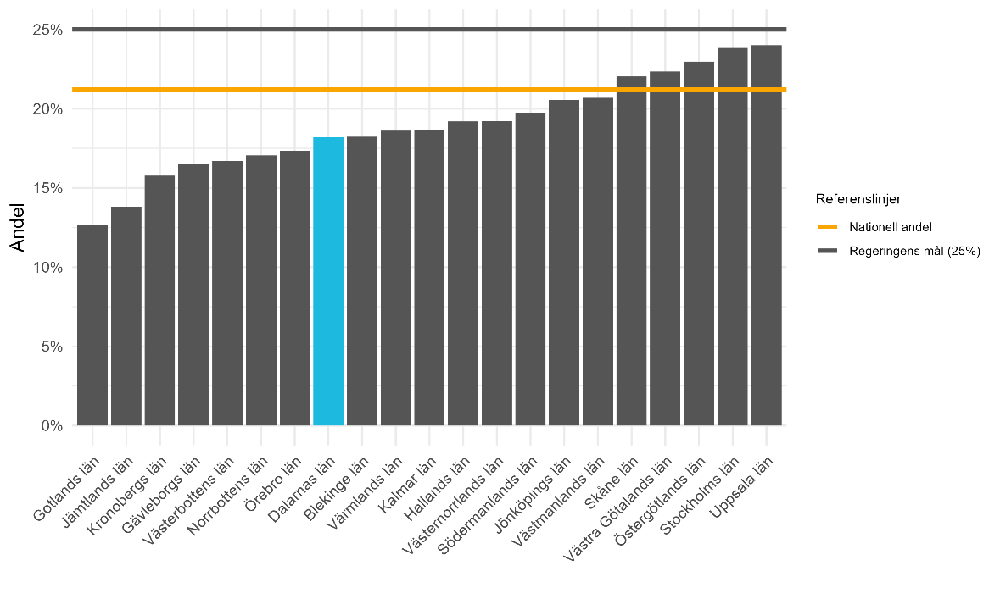 25%
20%
15%
10%
5%
0%
Andel
Gotlands län
Jämtlands län
Kronobergs län
Gävleborgs län
Västerbottens län
Norrbottens län
Örebro län
Dalarnas län
Blekinge län
Värmlands län
Kalmar län
Hallands län
Västernorrlands län
Södermanlands län
Jönköpings län
Västmanlands län
Skåne län
Västra Götalands län
Östergötlands län
Stockholms län
Uppsala län
Referenslinjer
Nationell andel
Regeringens mål (25%)